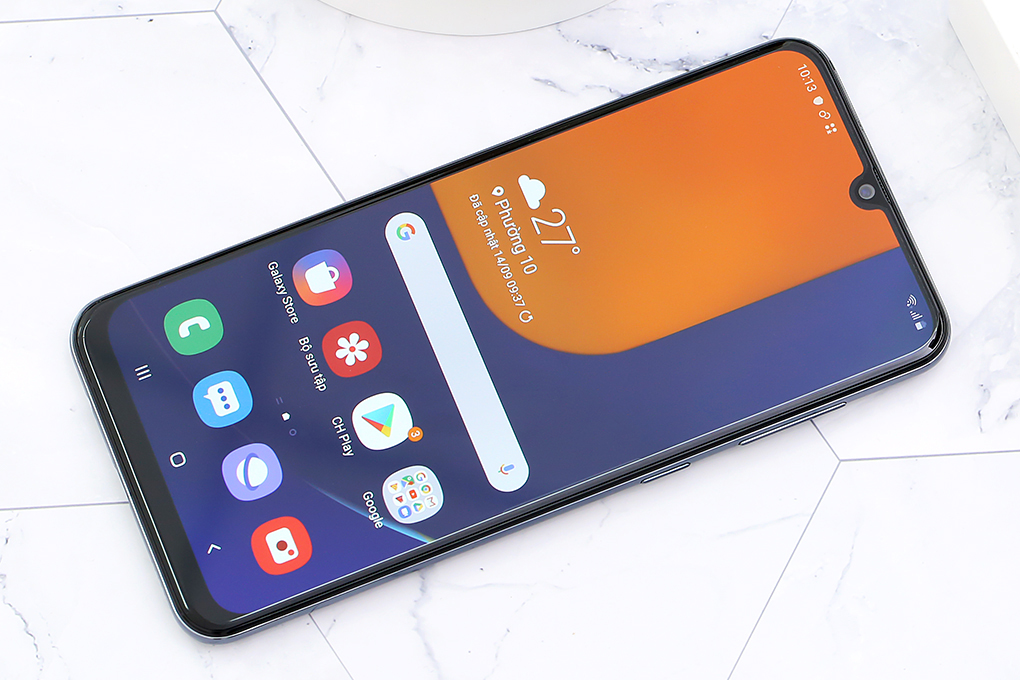 10:13
27°
Phường 10
Đã cập nhật 14/09 09:37
Galaxy Store
Bộ sưu tập
CH Play
3
Google